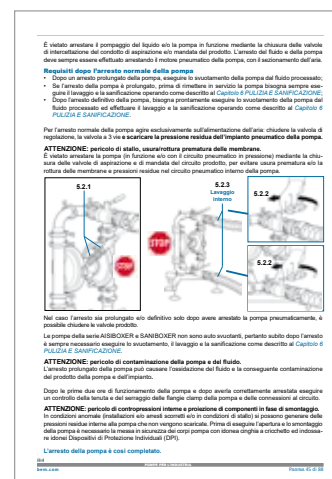 È vietato arrestare il pompaggio del liquido e/o la pompa in funzione mediante la chiusura delle valvole
di intercettazione del condotto di aspirazione e/o mandata del prodotto. L'arresto del fluido e della pompa
deve sempre essere effettuato arrestando il motore pneumatico della pompa, con il sezionamento dell'aria.
Requisiti dopo l'arresto normale della pompa
• Dopo un arresto prolungato della pompa, eseguire lo svuotamento della pompa dal fluido processato;
• Se l'arresto della pompa è prolungato, prima di rimettere in servizio la pompa bisogna sempre ese-
guire il lavaggio e la sanificazione operando come descritto al Capitolo 6 PULIZIA E SANIFICAZIONE;
• Dopo arresto definitivo della pompa, bisogna prontamente eseguire lo svuotamento della pompa dal
fluido processato ed effettuare il lavaggio e la sanificazione operando come descritto al Capitolo 6
PULIZIA E SANIFICAZIONE.
Per l'arresto normale della pompa agire esclusivamente sull'alimentazione dell'aria: chiudere la valvola di
regolazione, la valvola a 3 vie e scaricare la pressione residua dell'impianto pneumatico della pompa.
ATTENZIONE: pericolo di stallo, usura/rottura premature delle membrane.
È vietato arrestare la pompa (in funzione e/o con il circuito pneumatico in pressione) mediante la chiu-
sura delle valvole di aspirazione e di mandata del circuito prodotto, per evitare usura prematura e/o la
rottura delle membrane e pressioni residue nel circuito pneumatico interno della pompa.
5.2.1
5.2.3
Lavaggio
interno
5.2.2
STOP
STOP
5.2.2
Nel caso l'arresto sia prolungato e/o definitivo solo dopo avere arrestato la pompa pneumaticamente, è
possibile chiudere le valvole prodotto.
Le pompe della serie AISIBOXER e SANIBOXER non sono auto svuotanti, pertanto subito dopo l'arresto
è sempre necessario eseguire lo svuotamento, il lavaggio e la sanificazione come descritto al Capitolo 6
PULIZIA E SANIFICAZIONE.
ATTENZIONE: pericolo di contaminazione della pompa e del fluido.
L'arresto prolungato della pompa può causare l'ossidazione del fluido e la conseguente contaminazione
del prodotto della pompa e dell'impianto.
Dopo le prime due ore di funzionamento della pompa e dopo averla correttamente arrestata eseguire
un controllo della tenuta e del serraggio delle flange clamp della pompa e delle connessioni al circuito.
ATTENZIONE: pericolo di contropressioni interne e proiezione di componenti in fase di smontaggio.
In condizioni anomale (installazioni e/o arresti scorretti e/o in condizioni di stallo) si possono generare delle
pressioni residue interne alla pompa che non vengono scaricate. Prima di eseguire l'apertura e lo smontaggio
della pompa è necessario la messa in sicurezza dei corpi pompa con idonea cinghia a cricchetto ed indossa-
re idonei Dispositivi di Protezione Individuali (DPI).
L'arresto della pompa è così completato.
POMPE PER L'INDUSTRIA